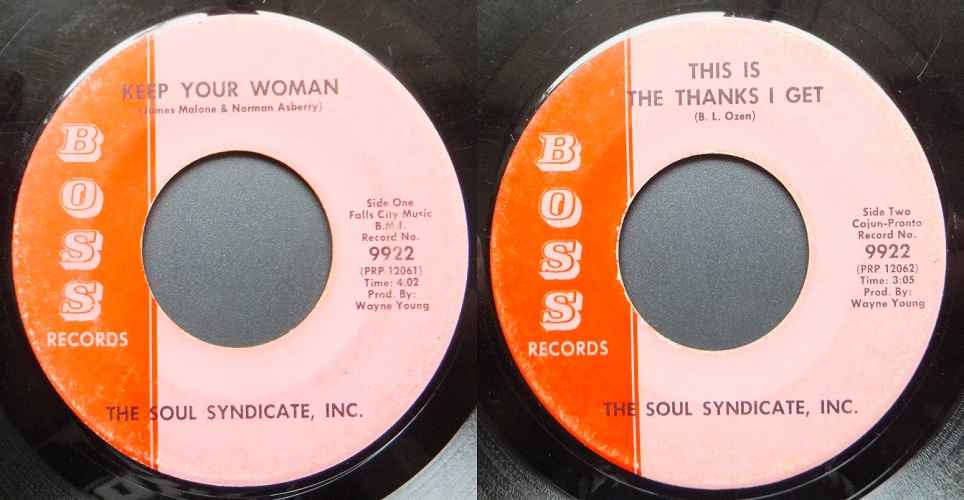 KEEP YOUR WOMAN
(James Malone & Norman Asberry)
BOSS
RECORDS
Side One
Falls City Music
B.M.I.
Record No.
9922
(PRP 12061)
Time: 4:02
Prod. By:
Wayne Young
THE SOUL SYNDICATE, INC.
THIS IS
THE THANKS I GET
(B. L. Ozen)
BOSS
RECORDS
Side Two
Cajun-Pronto
Record No.
9922
(PRP 12062)
Time: 3:05
Prod. By:
Wayne Young
THE SOUL SYNDICATE, INC.